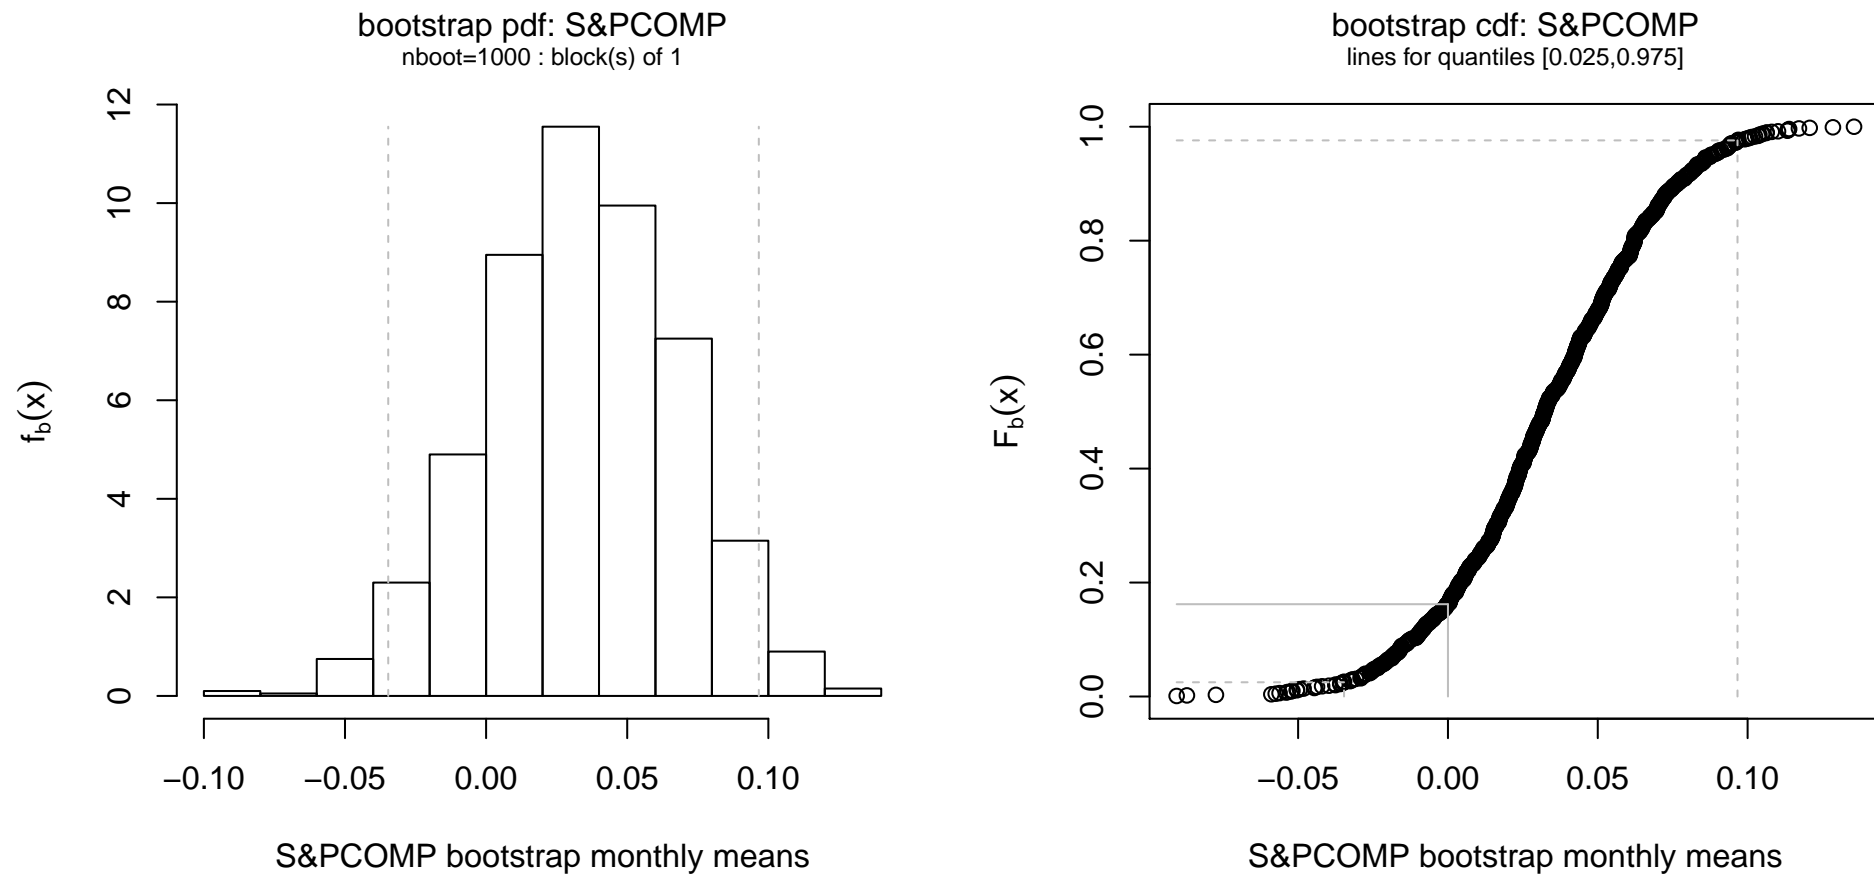 bootstrap pdf: S&PCOMP
nboot=1000 : block(s) of 1
12
10
8
6
4
2
0
fb(x)
−0.10 −0.05 0.00 0.05 0.10
S&PCOMP bootstrap monthly means
bootstrap cdf: S&PCOMP
lines for quantiles [0.025,0.975]
1.0
0.8
0.6
0.4
0.2
0.0
Fb(x)
−0.05 0.00 0.05 0.10
S&PCOMP bootstrap monthly means